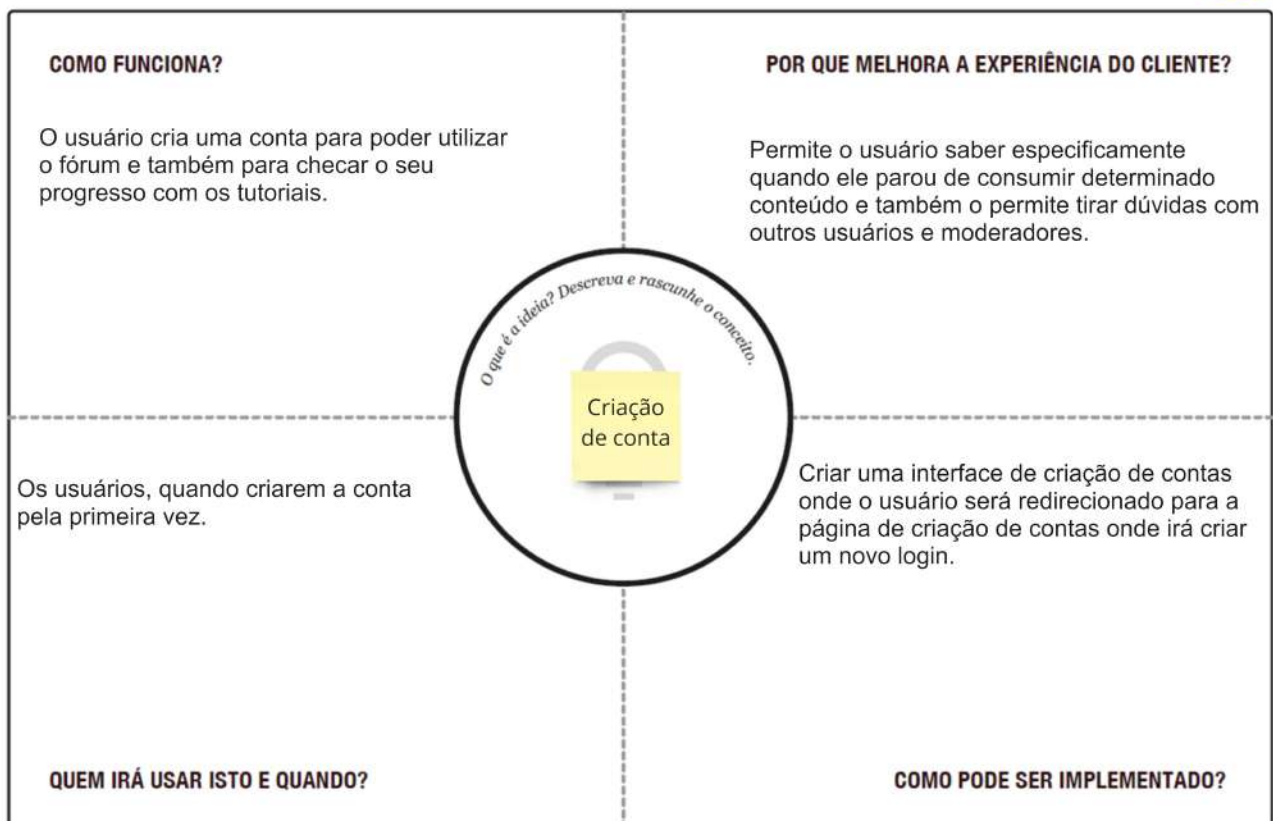 COMO FUNCIONA?
O usuário cria uma conta para poder utilizar
o fórum e também para checar o seu
progresso com os tutoriais.
POR QUE MELHORA A EXPERIÊNCIA DO CLIENTE?
Permite o usuário saber especificamente
quando ele parou de consumir determinado
conteúdo e também o permite tirar dúvidas com
outros usuários e moderadores.
O que é a ideia? Descreva e rascunhe o conceito.
Criação
de conta
Os usuários, quando criarem a conta
pela primeira vez.
QUEM IRÁ USAR ISTO E QUANDO?
Criar uma interface de criação de contas
onde o usuário será redirecionado para a
página de criação de contas onde irá criar
um novo login.
COMO PODE SER IMPLEMENTADO?